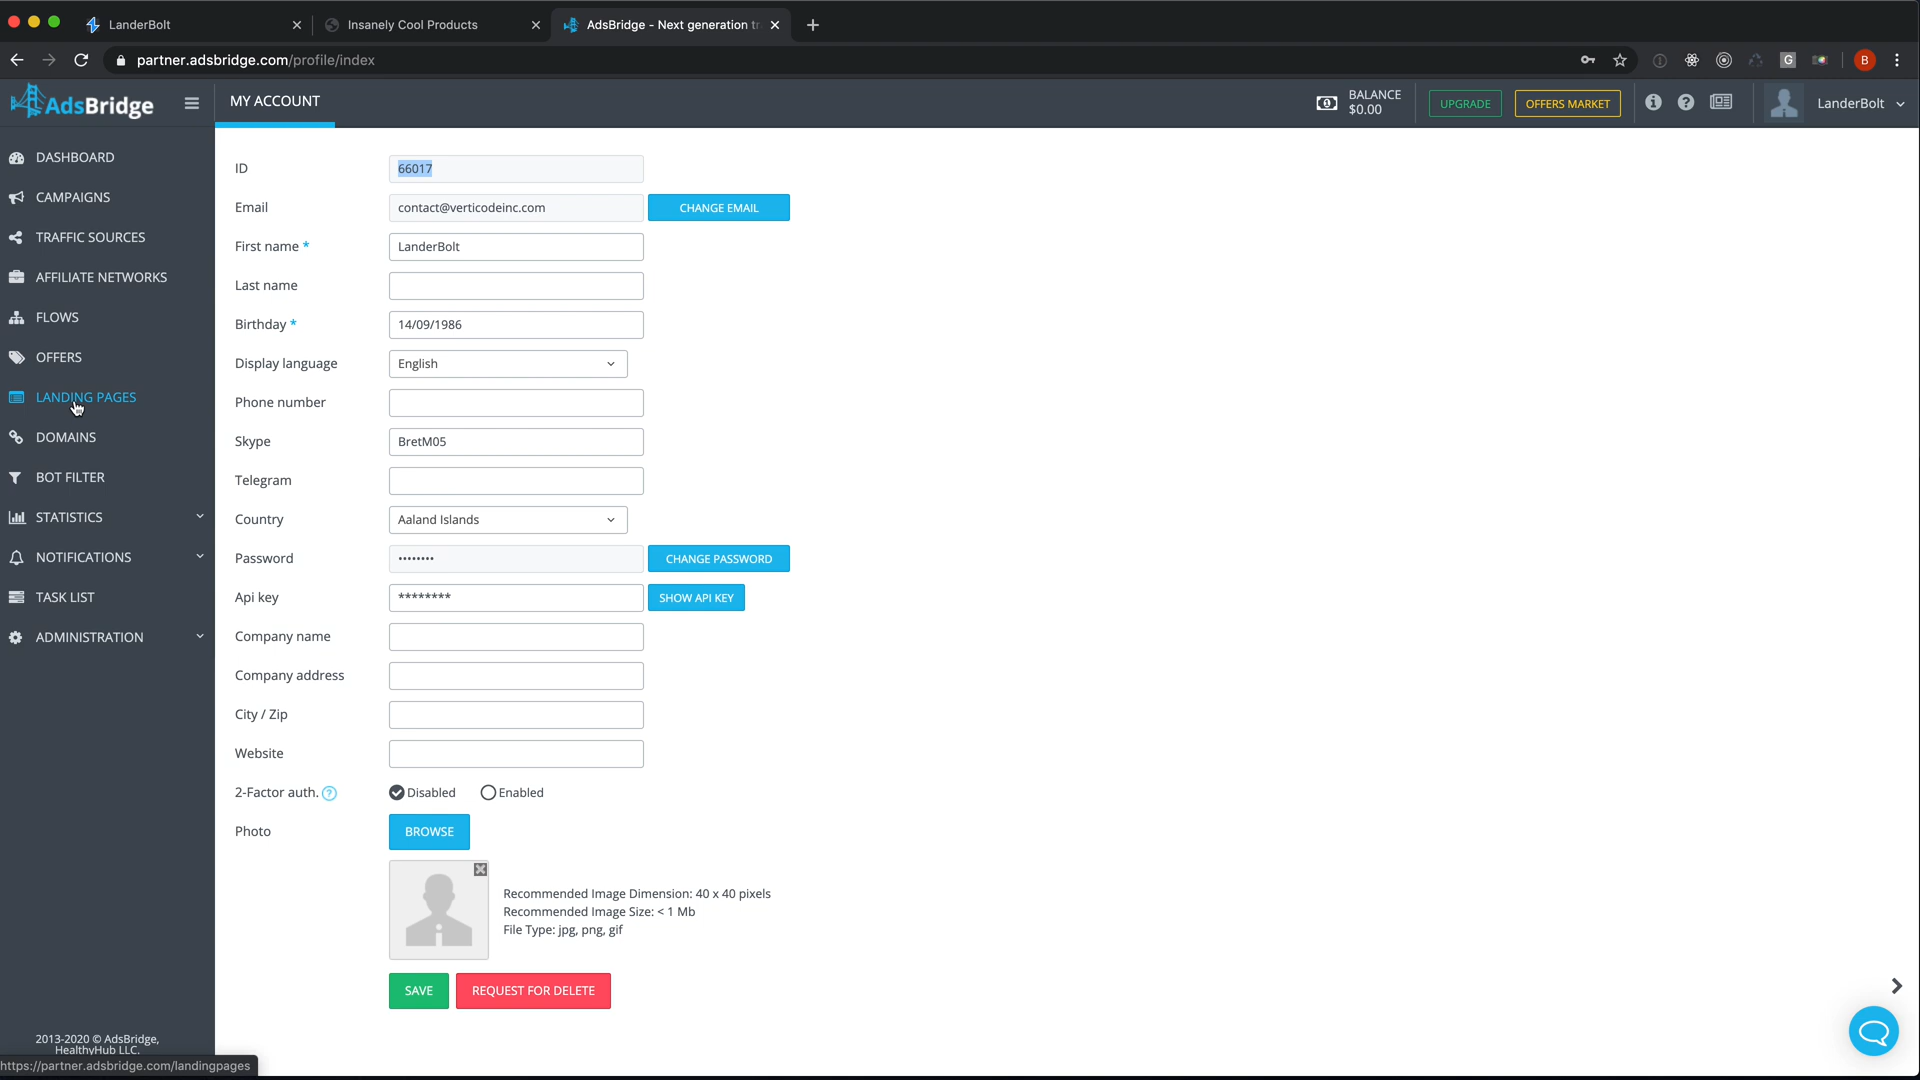 LanderBolt
Insanely Cool Products
AdsBridge - Next generation tr
partner.adsbridge.com/profile/index
G
B
AdsBridge
MY ACCOUNT
BALANCE
$0.00
UPGRADE
OFFERS MARKET
LanderBolt
DASHBOARD
CAMPAIGNS
TRAFFIC SOURCES
AFFILIATE NETWORKS
FLOWS
OFFERS
LANDING PAGES
DOMAINS
BOT FILTER
STATISTICS
NOTIFICATIONS
TASK LIST
ADMINISTRATION
ID
66017
Email
contact@verticodeinc.com
CHANGE EMAIL
First name *
LanderBolt
Last name
Birthday *
14/09/1986
Display language
English
Phone number
Skype
BretM05
Telegram
Country
Aaland Islands
Password
••••••••
CHANGE PASSWORD
Api key
********
SHOW API KEY
Company name
Company address
City / Zip
Website
2-Factor auth. ?
Disabled
Enabled
Photo
BROWSE
Recommended Image Dimension: 40 x 40 pixels
Recommended Image Size: < 1 Mb
File Type: jpg, png, gif
SAVE
REQUEST FOR DELETE
2013-2020 © AdsBridge,
HealthyHub LLC.
https://partner.adsbridge.com/landingpages